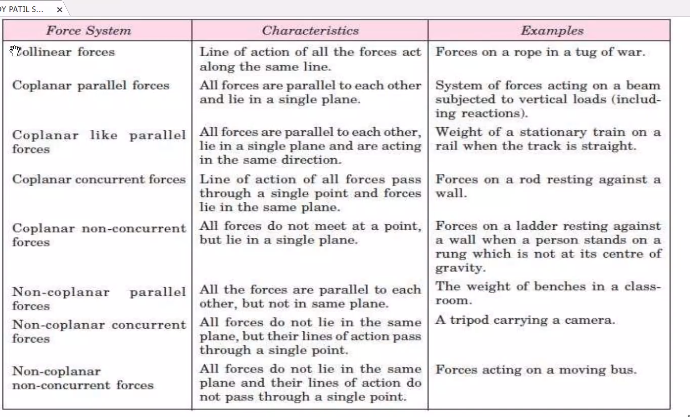 DY PATIL S... ×
Force System Characteristics Examples
Collinear forces Line of action of all the forces act Forces on a rope in a tug of war.
along the same line.
Coplanar parallel forces All forces are parallel to each other System of forces acting on a beam
and lie in a single plane. subjected to vertical loads (includ-
ing reactions).
Coplanar like parallel All forces are parallel to each other, Weight of a stationary train on a
forces lie in a single plane and are acting rail when the track is straight.
in the same direction.
Coplanar concurrent forces Line of action of all forces pass Forces on a rod resting against a
through a single point and forces wall.
lie in the same plane.
Coplanar non-concurrent All forces do not meet at a point, Forces on a ladder resting against
forces but lie in a single plane. a wall when a person stands on a
rung which is not at its centre of
gravity.
Non-coplanar parallel All the forces are parallel to each The weight of benches in a class-
forces other, but not in same plane. room.
Non-coplanar concurrent All forces do not lie in the same A tripod carrying a camera.
forces plane, but their lines of action pass
through a single point.
Non-coplanar All forces do not lie in the same Forces acting on a moving bus.
non-concurrent forces plane and their lines of action do
not pass through a single point.